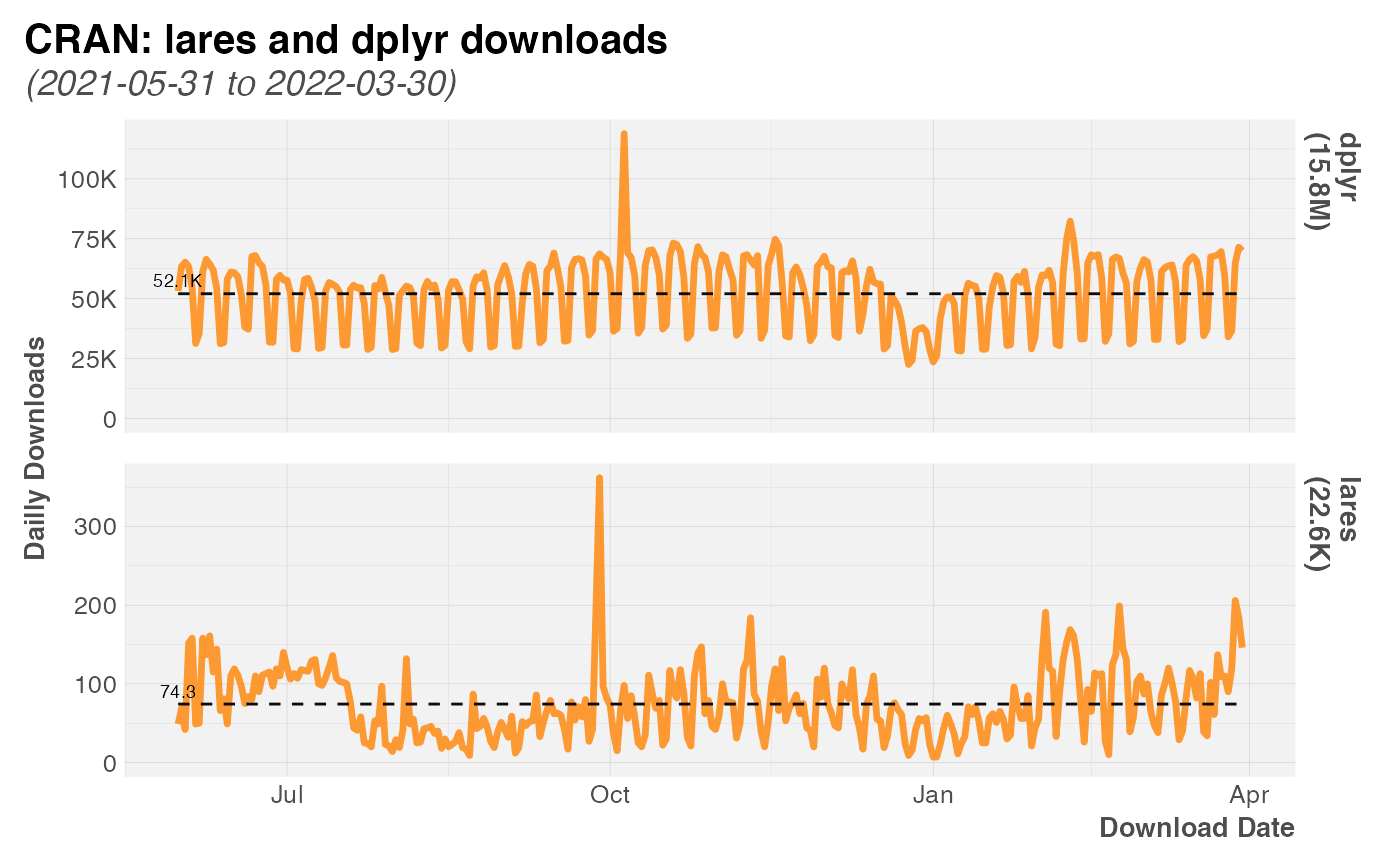 CRAN: lares and dplyr downloads
(2021-05-31 to 2022-03-30)
Dailly Downloads
100K
75K
50K
25K
0
52.1K
dplyr
(15.8M)
300
200
100
0
74.3
lares
(22.6K)
Jul
Oct
Jan
Apr
Download Date